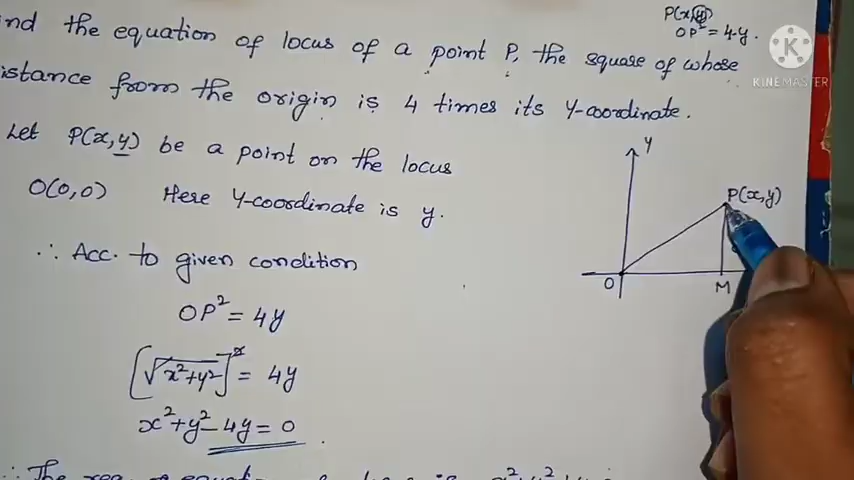 P(x,y)
OP² = 4y.
KINEMASTER
nd the equation of locus of a point P, the square of whose
istance from the origin is 4 times its Y-coordinate.
Let P(x,y) be a point on the locus
O(0,0) Here Y-coordinate is y.
∴ Acc. to given condition
OP² = 4y
[√x²+y²]² = 4y
x²+y²-4y=0
Y
P(x,y)
O
M
∴ The